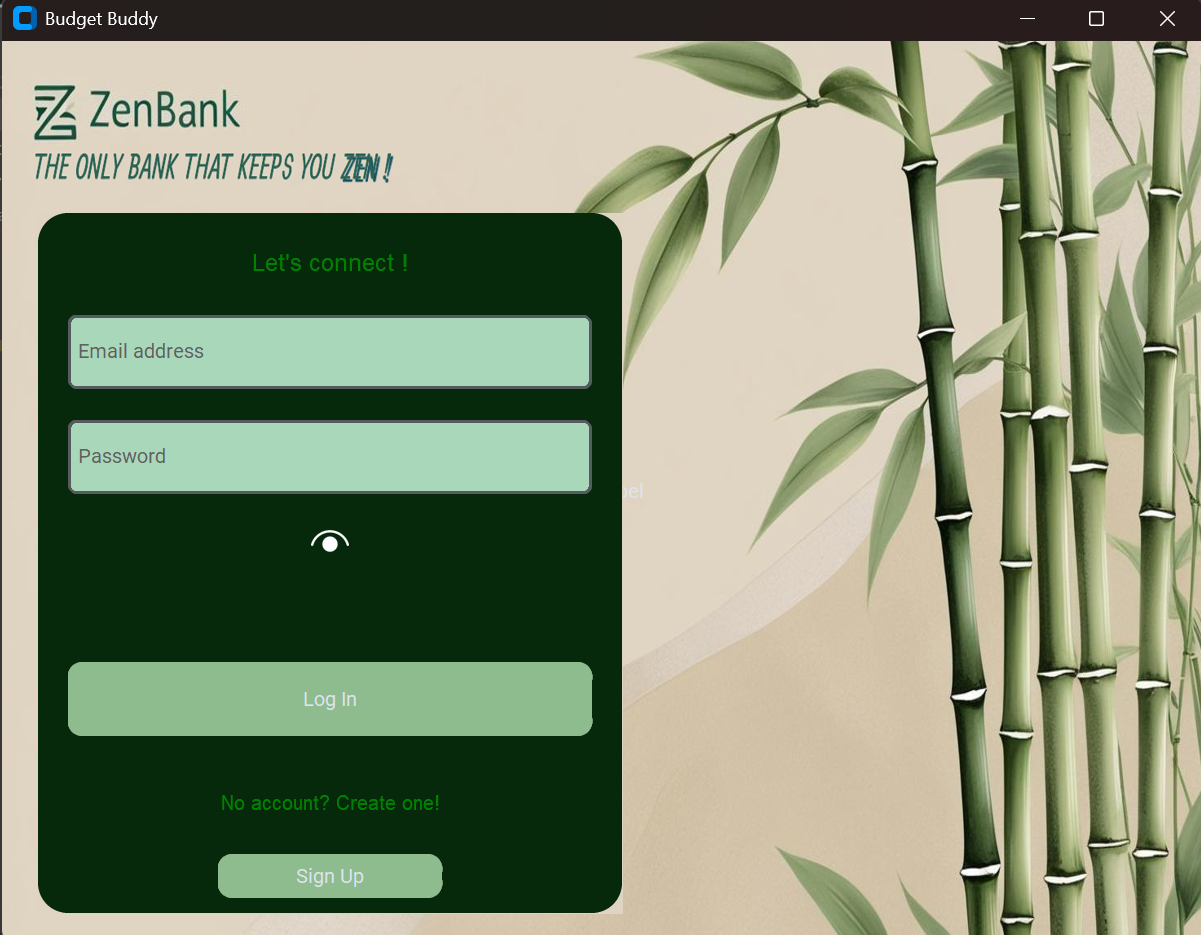 Budget Buddy
ZenBank
THE ONLY BANK THAT KEEPS YOU ZEN !
Let's connect !
Email address
Password
Log In
No account? Create one!
Sign Up